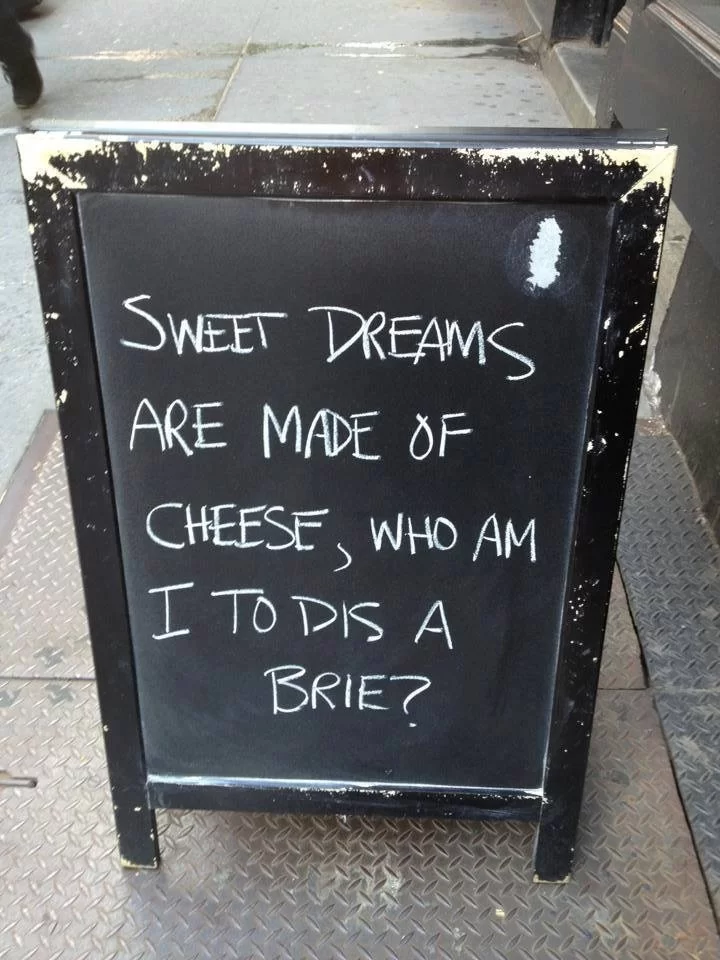 SWEET DREAMS
ARE MADE OF
CHEESE, WHO AM
I TO DIS A
BRIE?